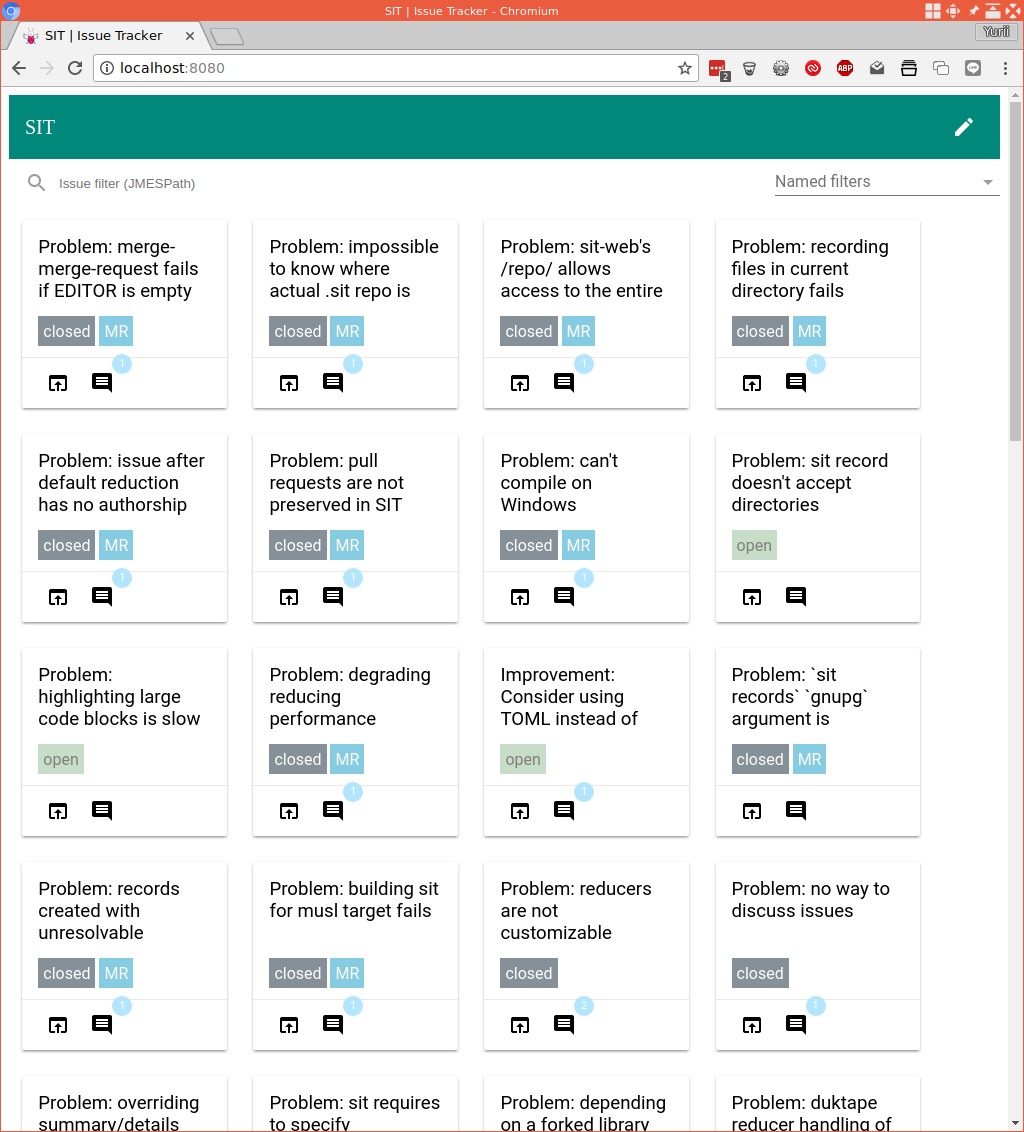 SIT | Issue Tracker - Chromium
SIT | Issue Tracker
Yurii
localhost:8080
2
ABP
LINE
SIT
Issue filter (JMESPath)
Named filters
Problem: merge-
merge-request fails
if EDITOR is empty
closed MR
1
Problem: impossible
to know where
actual .sit repo is
closed MR
1
Problem: sit-web's
/repo/ allows
access to the entire
closed MR
1
Problem: recording
files in current
directory fails
closed MR
1
Problem: issue after
default reduction
has no authorship
closed MR
1
Problem: pull
requests are not
preserved in SIT
closed MR
1
Problem: can't
compile on
Windows
closed MR
1
Problem: sit record
doesn't accept
directories
open
Problem:
highlighting large
code blocks is slow
open
Problem: degrading
reducing
performance
closed MR
1
Improvement:
Consider using
TOML instead of
open
1
Problem: `sit
records` `gnupg`
argument is
closed MR
Problem: records
created with
unresolvable
closed MR
1
Problem: building sit
for musl target fails
closed MR
1
Problem: reducers
are not
customizable
closed
2
Problem: no way to
discuss issues
closed
1
Problem: overriding
summary/details
Problem: sit requires
to specify
Problem: depending
on a forked library
Problem: duktape
reducer handling of